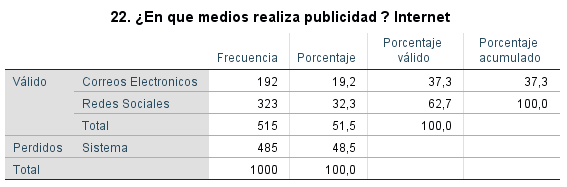 22. ¿En que medios realiza publicidad ? Internet
Frecuencia Porcentaje Porcentaje válido Porcentaje acumulado
Válido Correos Electronicos 192 19,2 37,3 37,3
Redes Sociales 323 32,3 62,7 100,0
Total 515 51,5 100,0
Perdidos Sistema 485 48,5
Total 1000 100,0